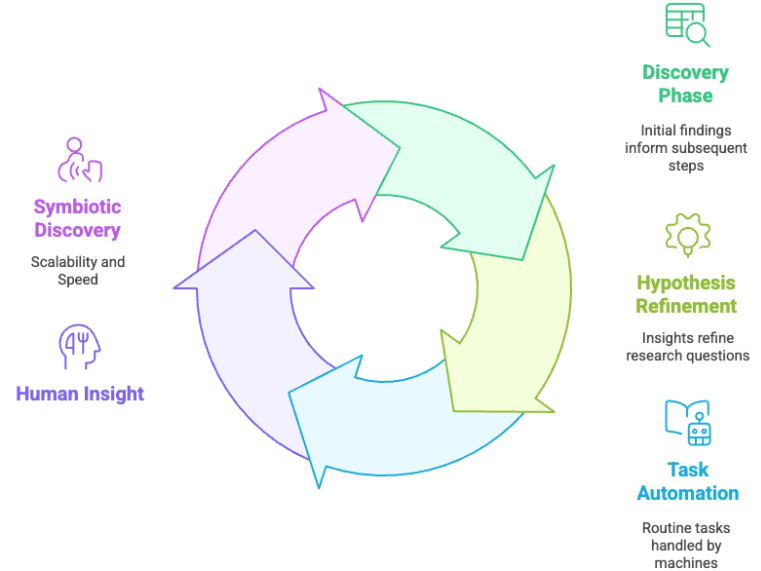 Discovery
Phase
Initial findings
inform subsequent
steps
Hypothesis
Refinement
Insights refine
research questions
Task
Automation
Routine tasks
handled by
machines
Human Insight
Symbiotic
Discovery
Scalability and
Speed